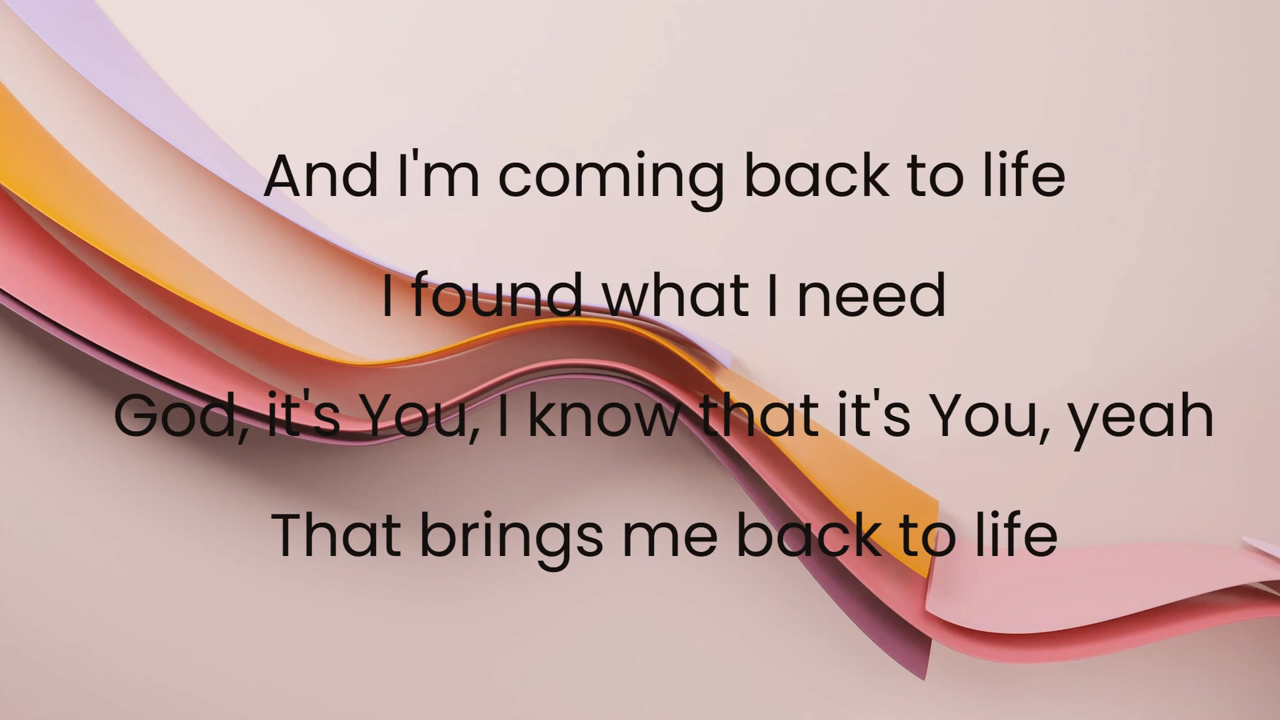 And I'm coming back to life
I found what I need
God, it's You, I know that it's You, yeah
That brings me back to life